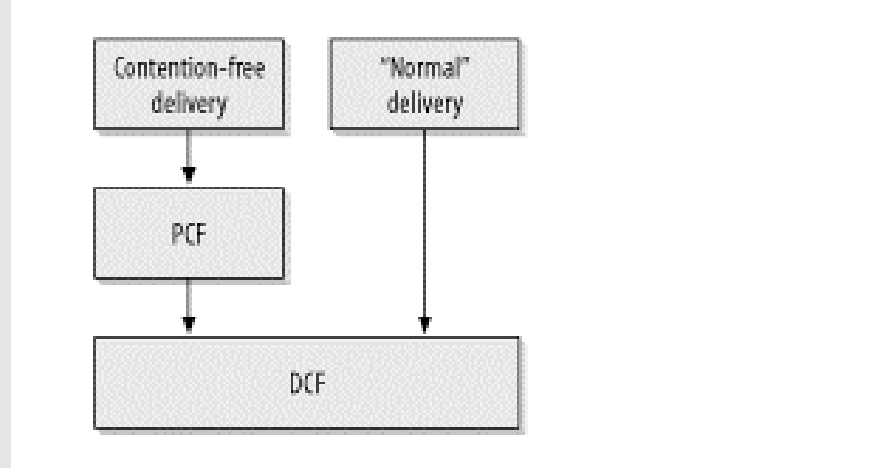 Contention-free
delivery
“Normal”
delivery
PCF
DCF